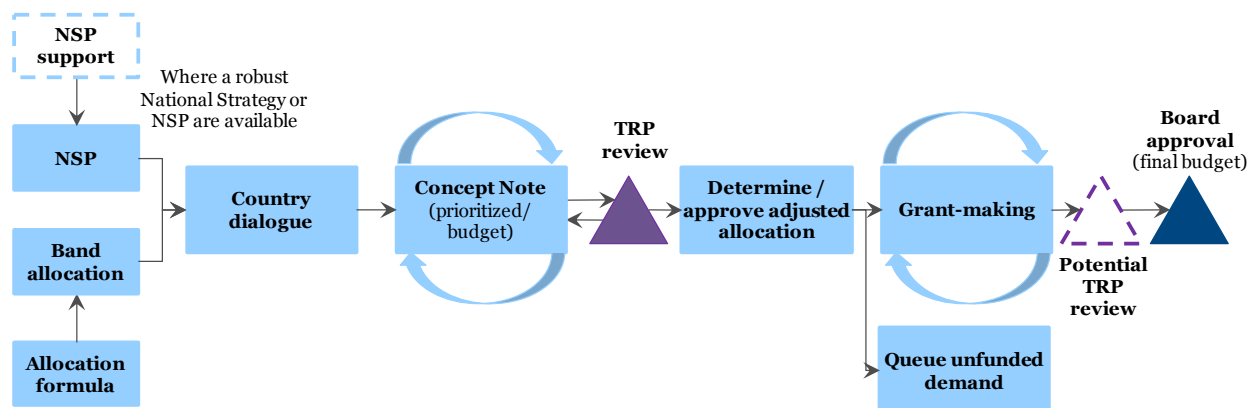 NSP
support
Where a robust
National Strategy or
NSP are available
NSP
Band
allocation
Allocation
formula
Country
dialogue
Concept Note
(prioritized/
budget)
TRP
review
Determine /
approve adjusted
allocation
Grant-making
Queue unfunded
demand
Potential
TRP
review
Board
approval
(final budget)